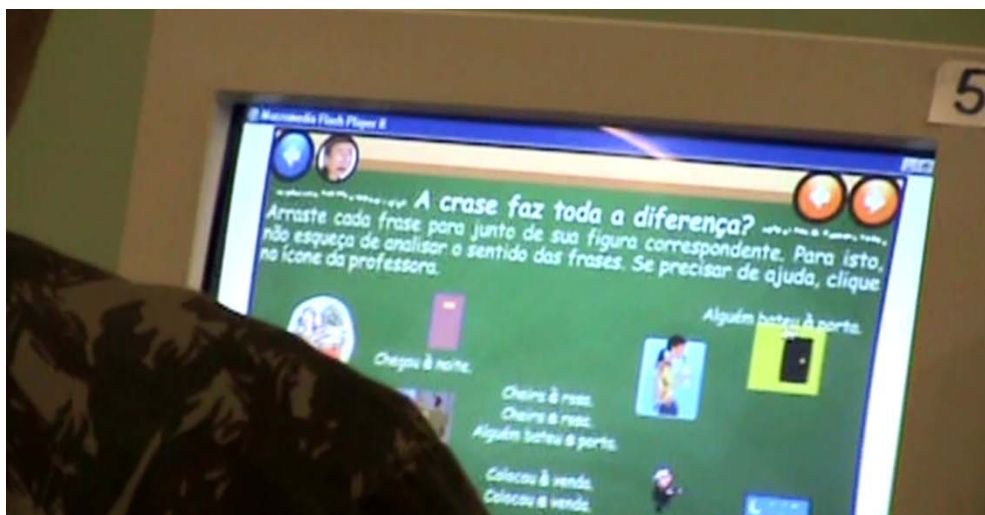 5
Macromedia Flash Player 8
A crase faz toda a diferença?
Arraste cada frase para junto de sua figura correspondente. Para isto,
não esqueça de analisar o sentido das frases. Se precisar de ajuda, clique
no ícone da professora.
Alguém bateu à porta.
Chegou à noite.
Cheira à rosa.
Cheira a rosa.
Alguém bateu a porta.
Colocou à venda.
Colocou a venda.